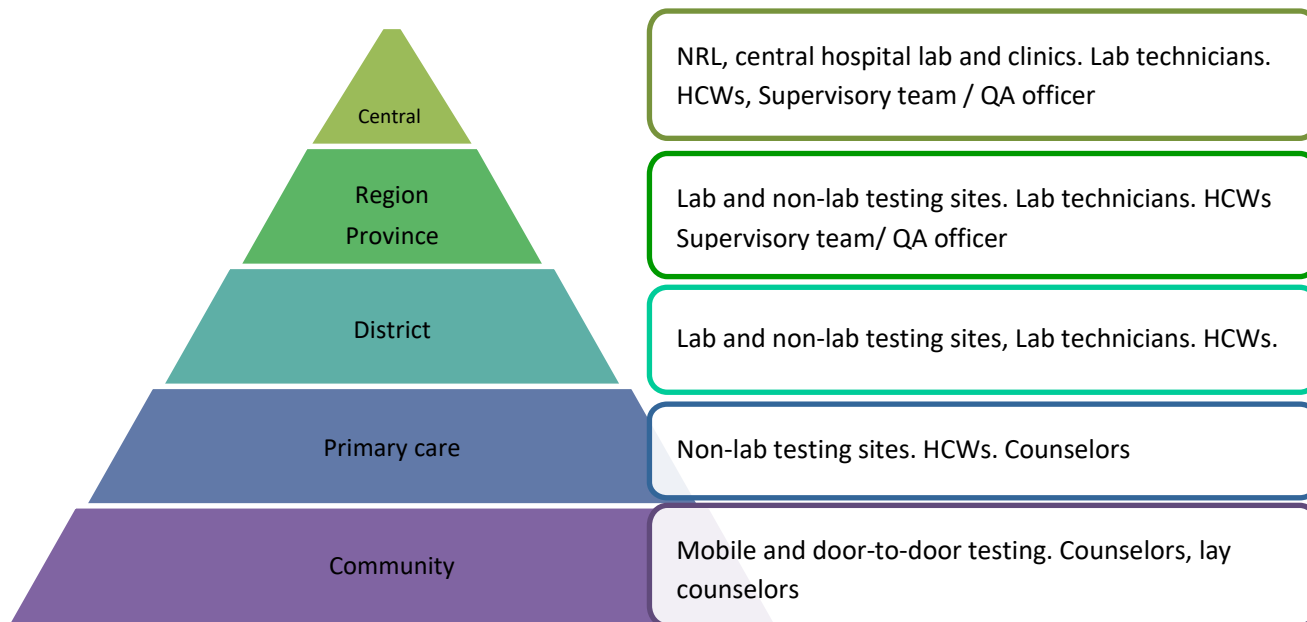 Central
NRL, central hospital lab and clinics. Lab technicians.
HCWs, Supervisory team / QA officer
Region
Province
Lab and non-lab testing sites. Lab technicians. HCWs
Supervisory team/ QA officer
District
Lab and non-lab testing sites, Lab technicians. HCWs.
Primary care
Non-lab testing sites. HCWs. Counselors
Community
Mobile and door-to-door testing. Counselors, lay
counselors